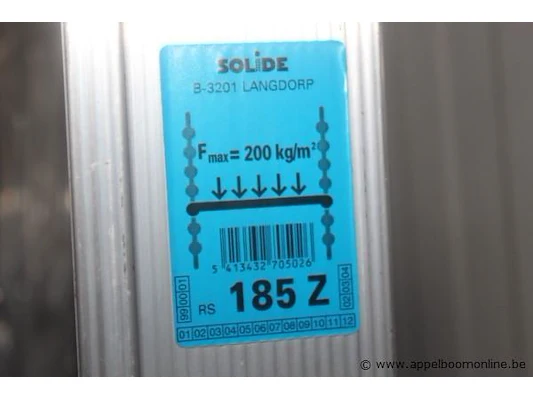 SOLiDE
B-3201 LANGDORP
Fmax = 200 kg/m²
5 413432 705026
99 00 01
RS 185 Z
02 03 04
01 02 03 04 05 06 07 08 09 10 11 12
© www.appelboomonline.be